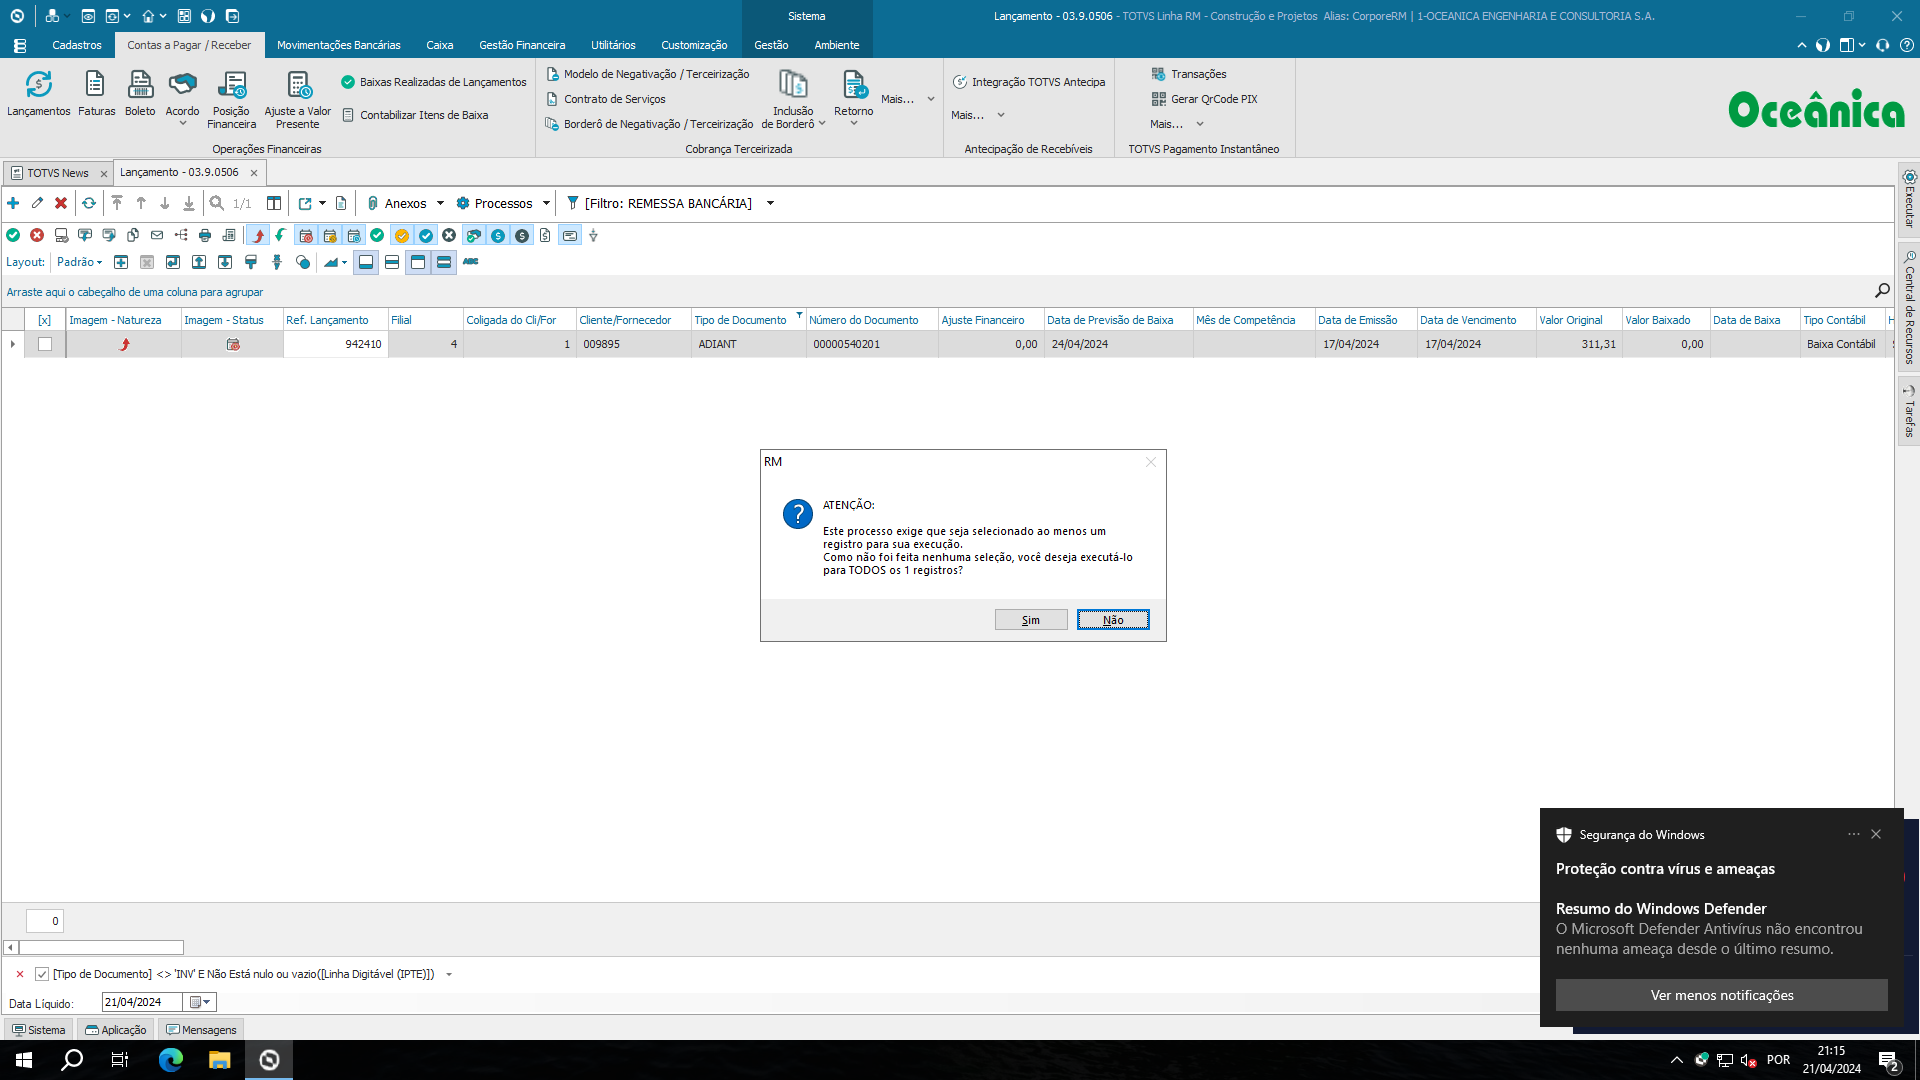 Sistema
Lançamento - 03.9.0506 - TOTVS Linha RM - Construção e Projetos Alias: CorporeRM | 1-OCEANICA ENGENHARIA E CONSULTORIA S.A.
Cadastros
Contas a Pagar / Receber
Movimentações Bancárias
Caixa
Gestão Financeira
Utilitários
Customização
Gestão
Ambiente
Lançamentos
Faturas
Boleto
Acordo
Posição
Financeira
Ajuste a Valor
Presente
Baixas Realizadas de Lançamentos
Contabilizar Itens de Baixa
Operações Financeiras
Modelo de Negativação / Terceirização
Contrato de Serviços
Borderô de Negativação / Terceirização
Inclusão
de Borderô
Retorno
Mais...
Cobrança Terceirizada
Integração TOTVS Antecipa
Mais...
Antecipação de Recebíveis
Transações
Gerar QrCode PIX
Mais...
TOTVS Pagamento Instantâneo
Oceânica
TOTVS News
Lançamento - 03.9.0506
1/1
Anexos
Processos
[Filtro: REMESSA BANCÁRIA]
Layout:
Padrão
ABC
Arraste aqui o cabeçalho de uma coluna para agrupar
[x] Imagem - Natureza Imagem - Status Ref. Lançamento Filial Coligada do Cli/For Cliente/Fornecedor Tipo de Documento Número do Documento Ajuste Financeiro Data de Previsão de Baixa Mês de Competência Data de Emissão Data de Vencimento Valor Original Valor Baixado Data de Baixa Tipo Contábil H
942410 4 1 009895 ADIANT 00000540201 0,00 24/04/2024 17/04/2024 17/04/2024 311,31 0,00 Baixa Contábil
Executar
Central de Recursos
Tarefas
RM
ATENÇÃO:
Este processo exige que seja selecionado ao menos um
registro para sua execução.
Como não foi feita nenhuma seleção, você deseja executá-lo
para TODOS os 1 registros?
Sim
Não
0
[Tipo de Documento] <> 'INV' E Não Está nulo ou vazio([Linha Digitável (IPTE)])
Data Líquido:
21/04/2024
Sistema
Aplicação
Mensagens
Segurança do Windows
Proteção contra vírus e ameaças
Resumo do Windows Defender
O Microsoft Defender Antivírus não encontrou
nenhuma ameaça desde o último resumo.
Ver menos notificações
POR
21:15
21/04/2024
2